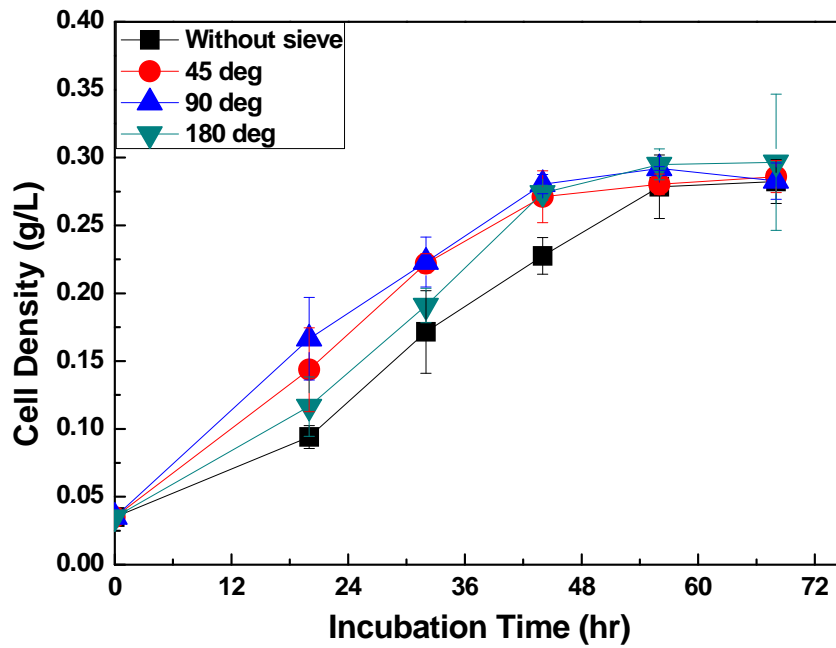 0.40
0.35
0.30
0.25
0.20
0.15
0.10
0.05
0.00
Cell Density (g/L)
Without sieve
45 deg
90 deg
180 deg
0 12 24 36 48 60 72
Incubation Time (hr)